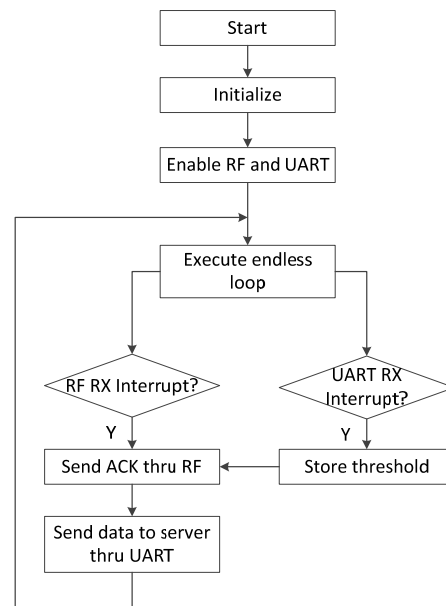 Start
Initialize
Enable RF and UART
Execute endless
loop
RF RX Interrupt?
UART RX
Interrupt?
Y
Y
Send ACK thru RF
Store threshold
Send data to server
thru UART